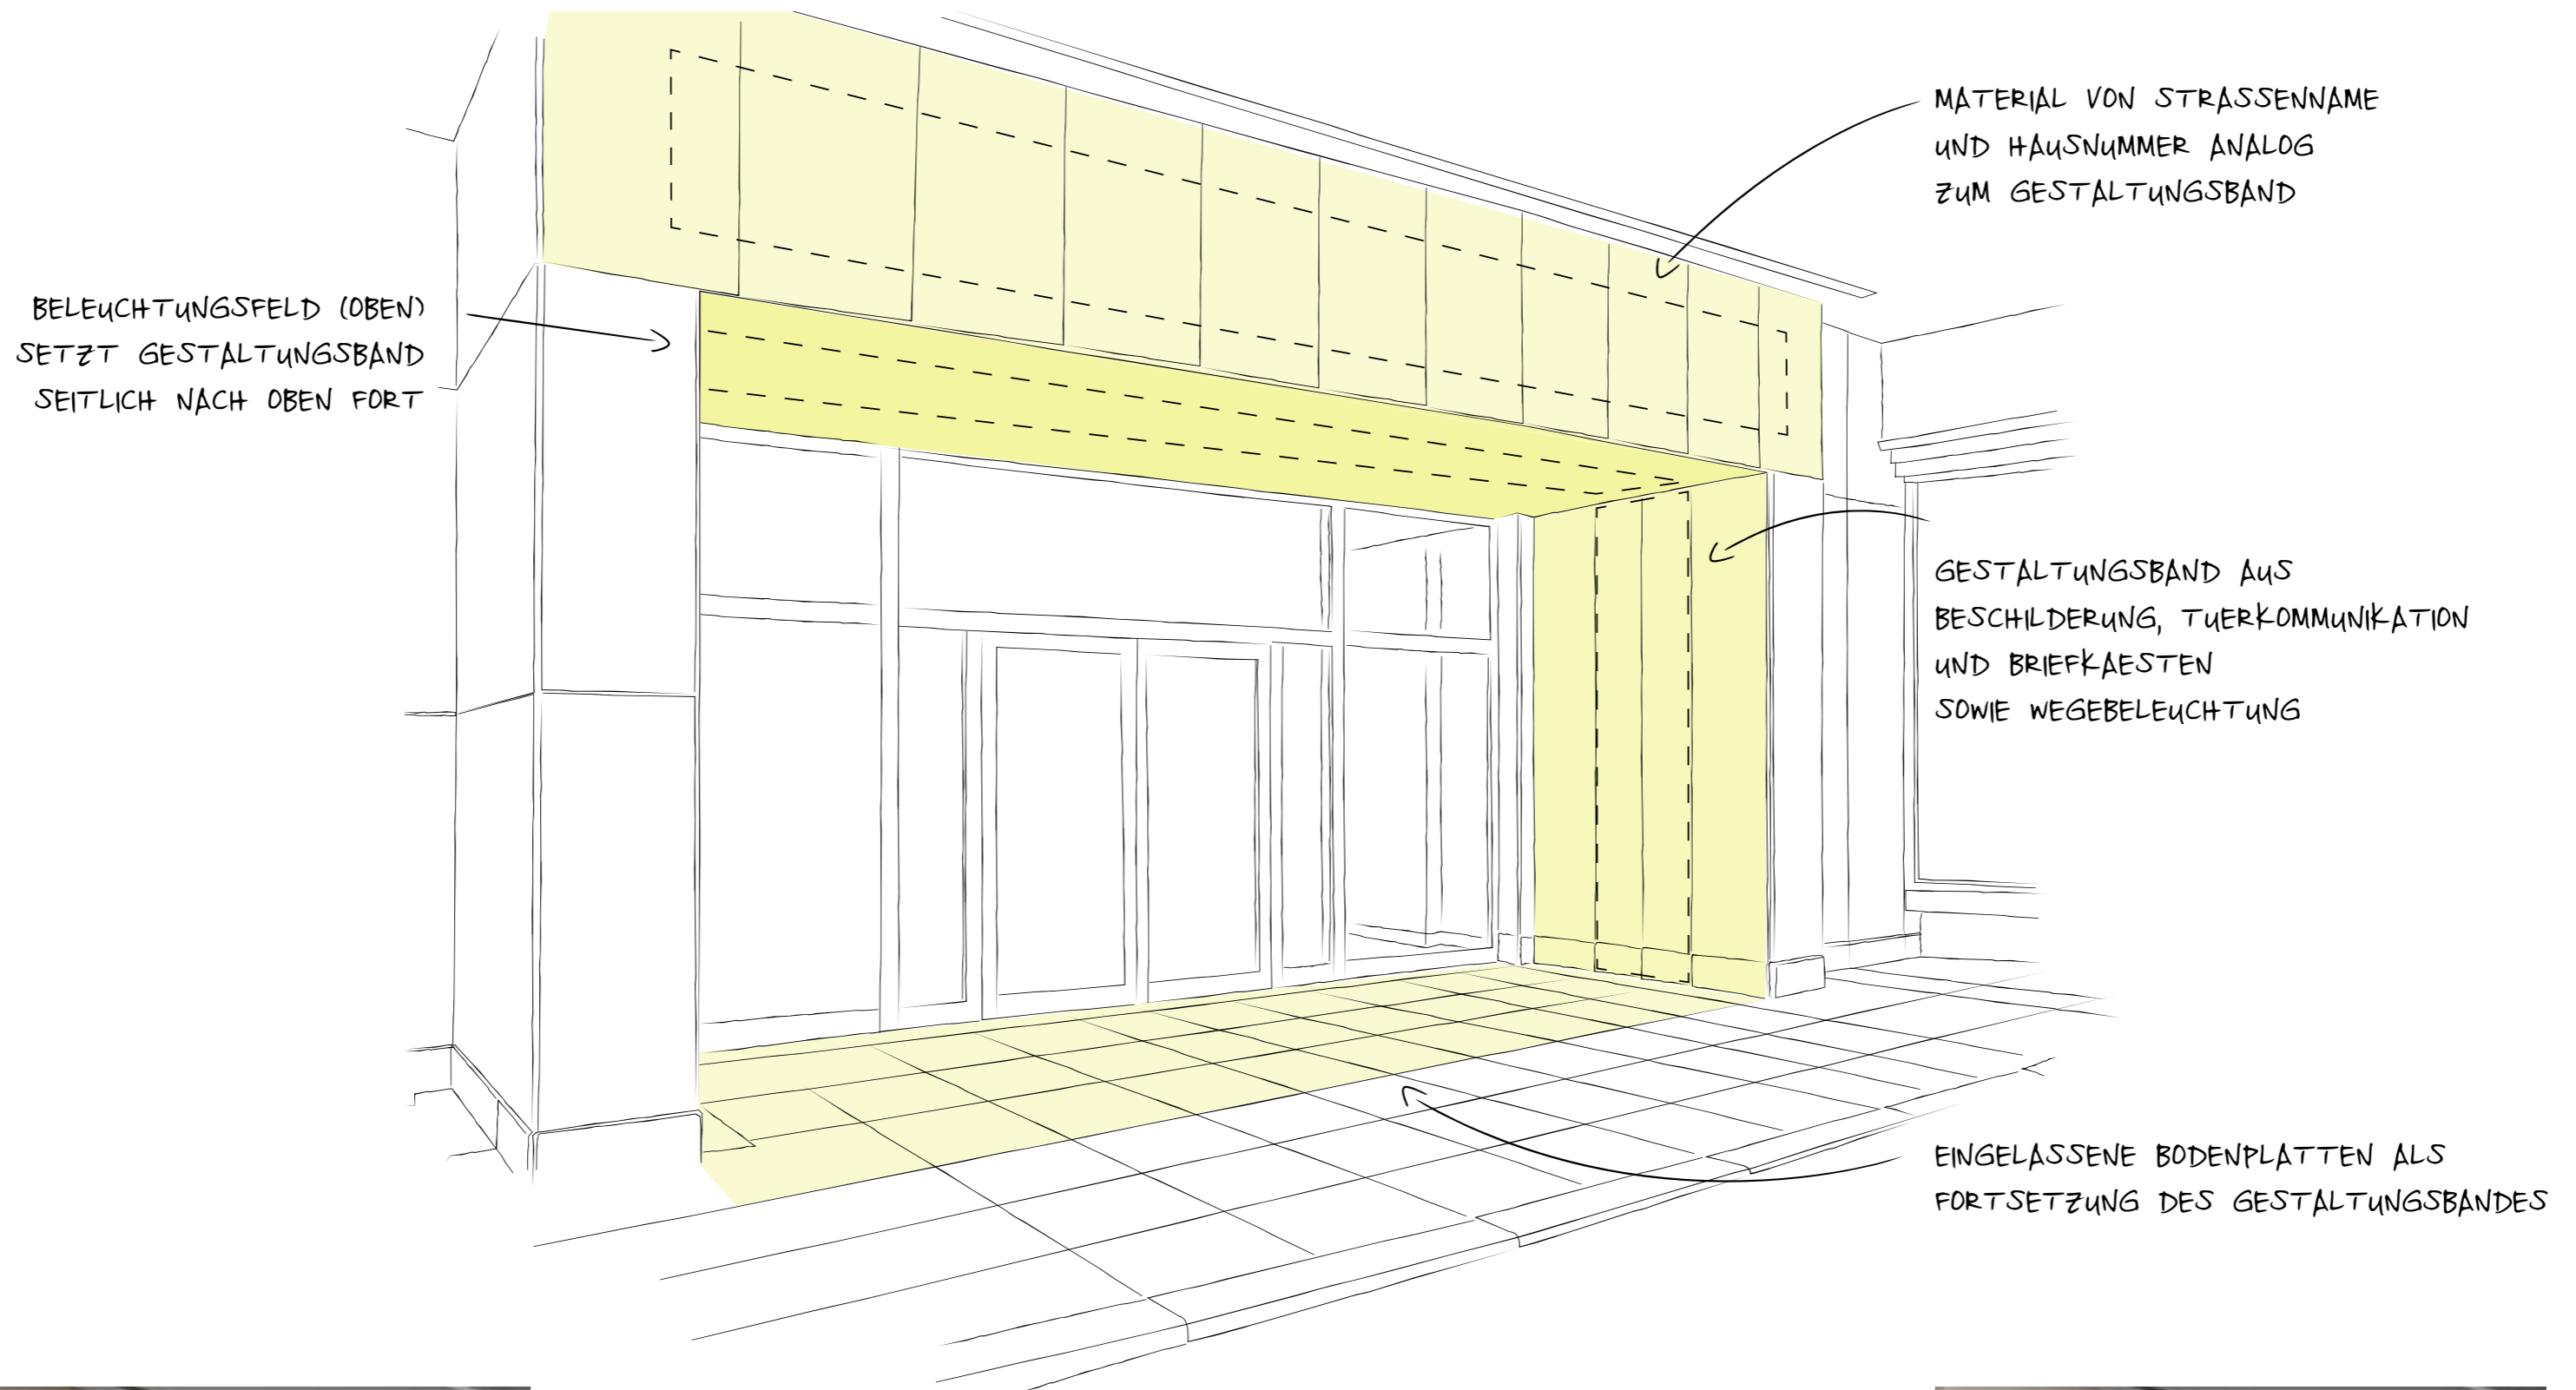 MATERIAL VON STRASSENNAME
UND HAUSNUMMER ANALOG
ZUM GESTALTUNGSBAND
BELEUCHTUNGSFELD (OBEN)
SETZT GESTALTUNGSBAND
SEITLICH NACH OBEN FORT
GESTALTUNGSBAND AUS
BESCHILDERUNG, TUERKOMMUNIKATION
UND BRIEFKAESTEN
SOWIE WEGEBELEUCHTUNG
EINGELASSENE BODENPLATTEN ALS
FORTSETZUNG DES GESTALTUNGSBANDES